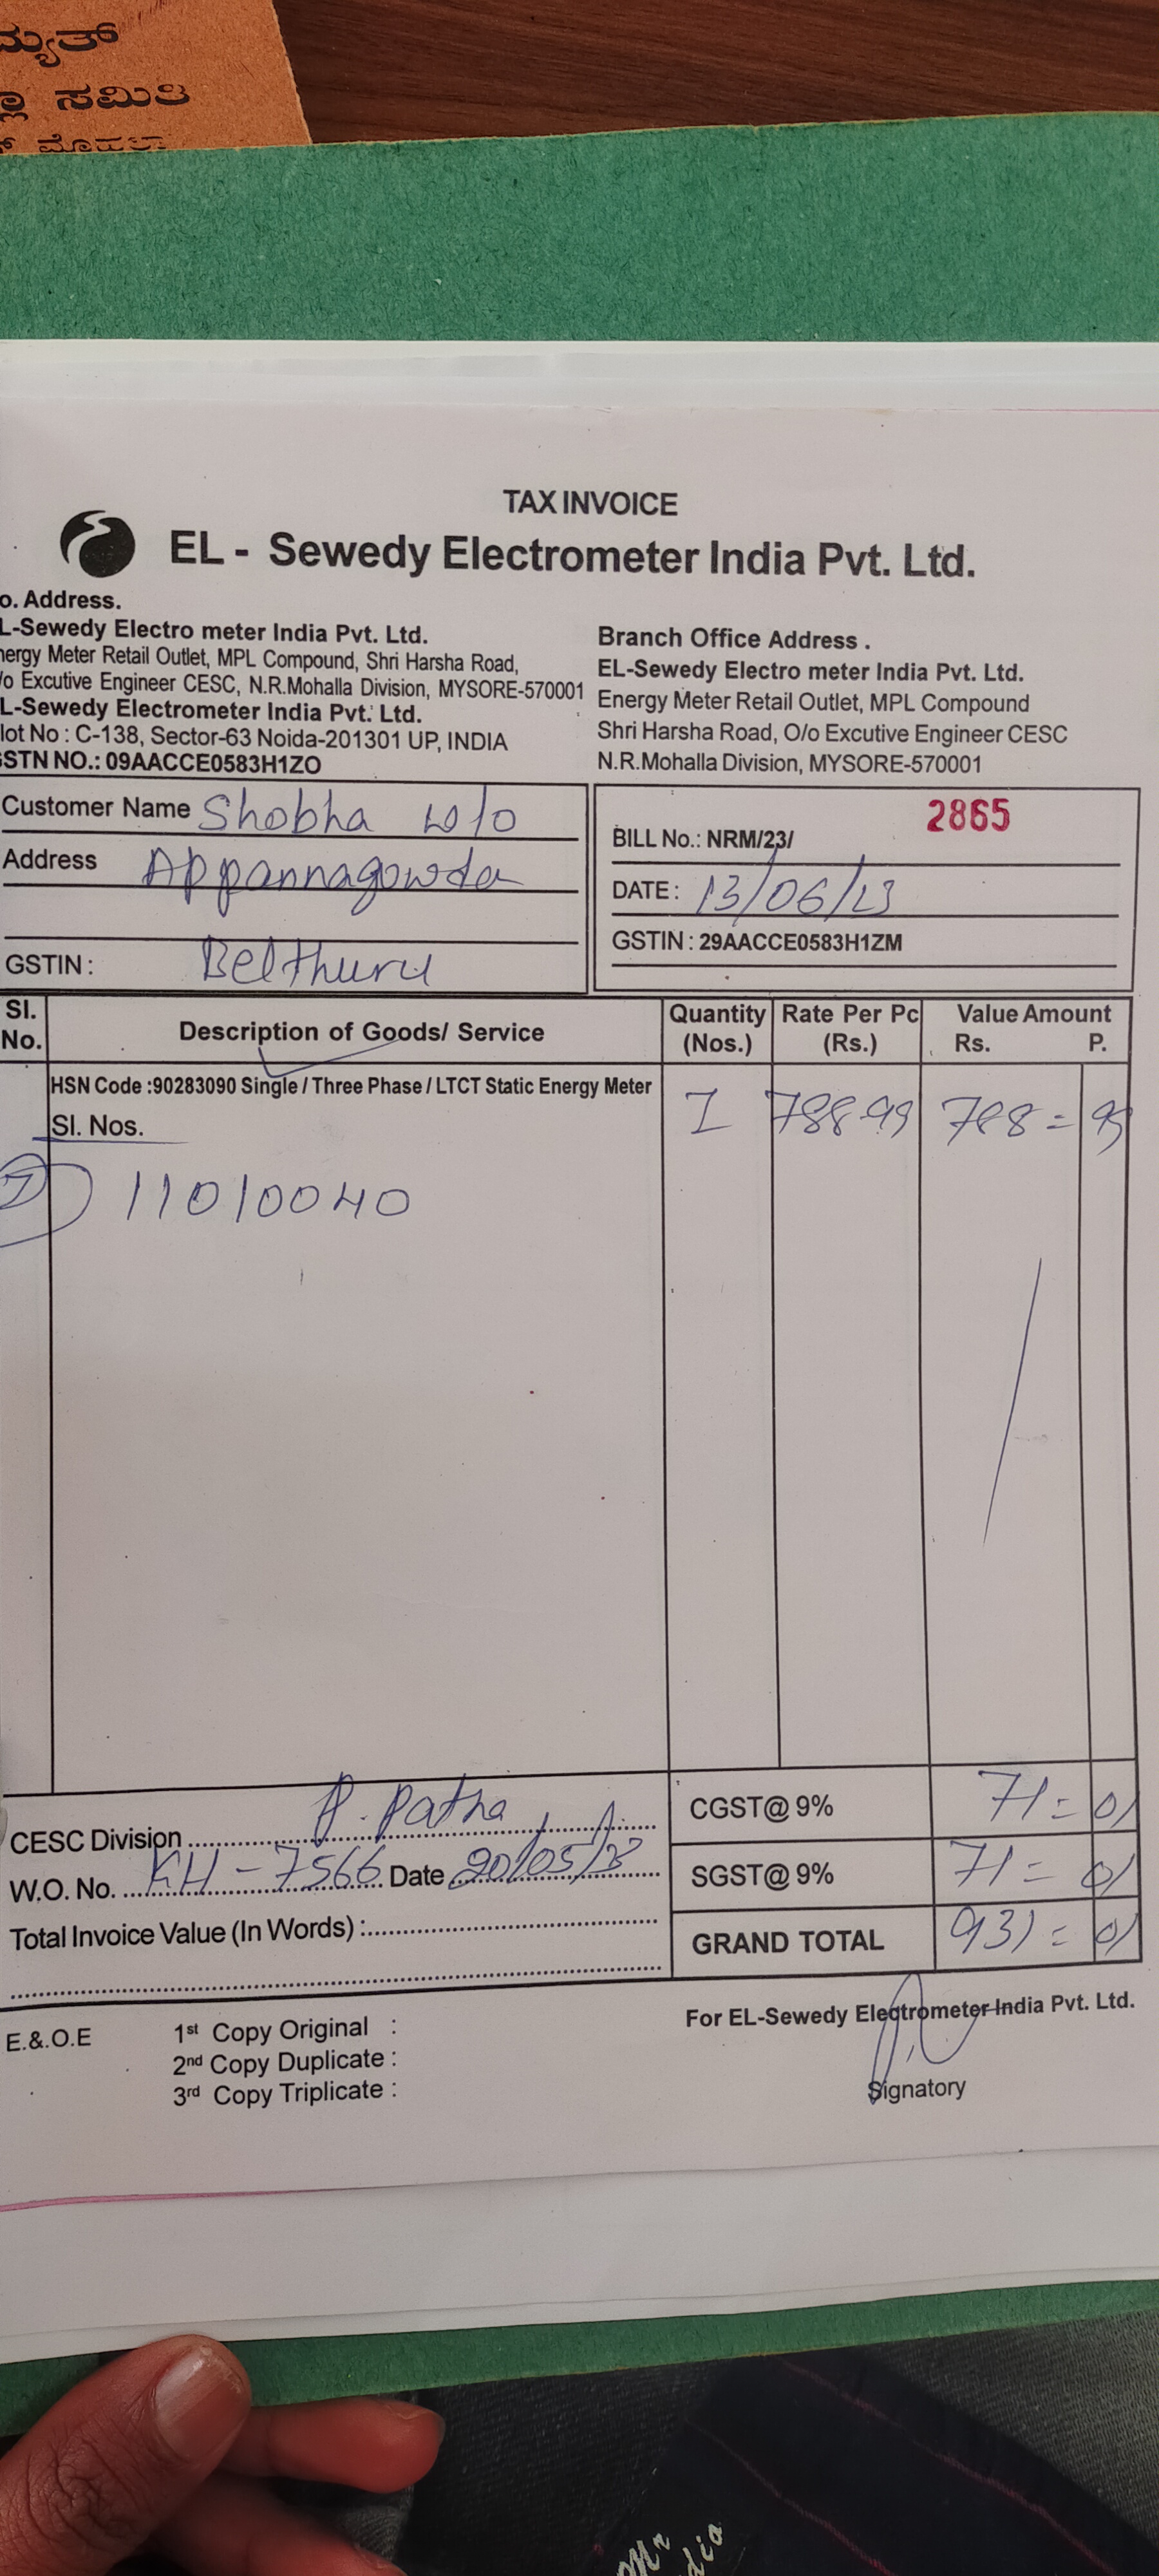 ದ್ಯುತ್
ಲ್ಲಾ ಸಮಿತಿ
TAX INVOICE
EL - Sewedy Electrometer India Pvt. Ltd.
o. Address.
L-Sewedy Electro meter India Pvt. Ltd.
nergy Meter Retail Outlet, MPL Compound, Shri Harsha Road,
/o Excutive Engineer CESC, N.R.Mohalla Division, MYSORE-570001
L-Sewedy Electrometer India Pvt. Ltd.
lot No : C-138, Sector-63 Noida-201301 UP, INDIA
GSTN NO.: 09AACCE0583H1ZO
Branch Office Address .
EL-Sewedy Electro meter India Pvt. Ltd.
Energy Meter Retail Outlet, MPL Compound
Shri Harsha Road, O/o Excutive Engineer CESC
N.R.Mohalla Division, MYSORE-570001
Customer Name Shobha w/o
Address Appannagowda
GSTIN : Belthuru
BILL No.: NRM/23/ 2865
DATE : 13/06/23
GSTIN : 29AACCE0583H1ZM
Sl. No. Description of Goods/ Service Quantity (Nos.) Rate Per Pc (Rs.) Value Amount Rs. P.
HSN Code :90283090 Single / Three Phase / LTCT Static Energy Meter 1 788.99 788 = 99
Sl. Nos.
1) 11010040
CESC Division P. Patna
W.O. No. KH - 7566 Date 20/05/23
Total Invoice Value (In Words) :
CGST@ 9% 71 = 01
SGST@ 9% 71 = 01
GRAND TOTAL 931 = 01
E.&.O.E
1st Copy Original :
2nd Copy Duplicate :
3rd Copy Triplicate :
For EL-Sewedy Electrometer India Pvt. Ltd.
Signatory